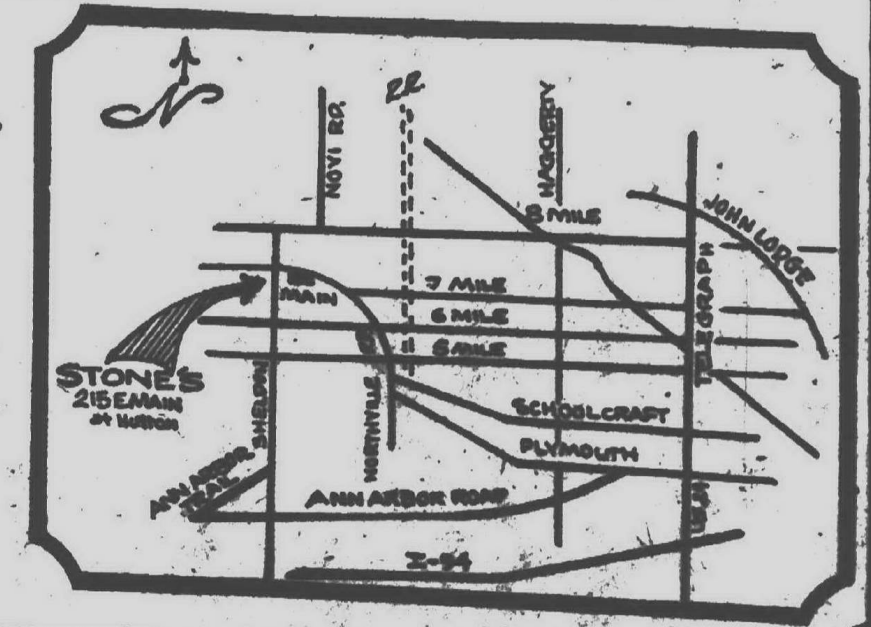 N
NOVI RD.
HAGGERTY
8 MILE
JOHN LODGE
TELEGRAPH
MAIN
7 MILE
6 MILE
5 MILE
STONE'S
215 E MAIN
at HUTTON
SHELDON
NORTHVILLE
SCHOOLCRAFT
PLYMOUTH
ANN ARBOR
TRAIL
ANN ARBOR ROAD
I-94